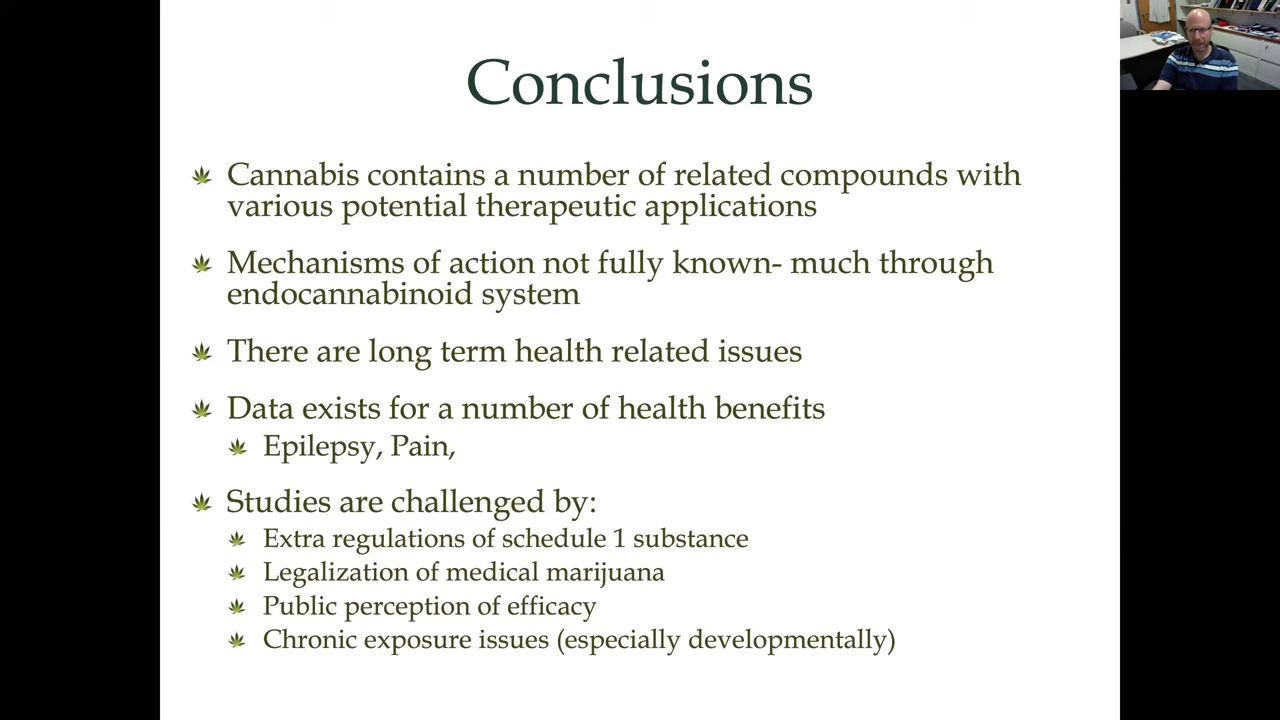 Conclusions
Cannabis contains a number of related compounds with
various potential therapeutic applications
Mechanisms of action not fully known- much through
endocannabinoid system
There are long term health related issues
Data exists for a number of health benefits
Epilepsy, Pain,
Studies are challenged by:
Extra regulations of schedule 1 substance
Legalization of medical marijuana
Public perception of efficacy
Chronic exposure issues (especially developmentally)